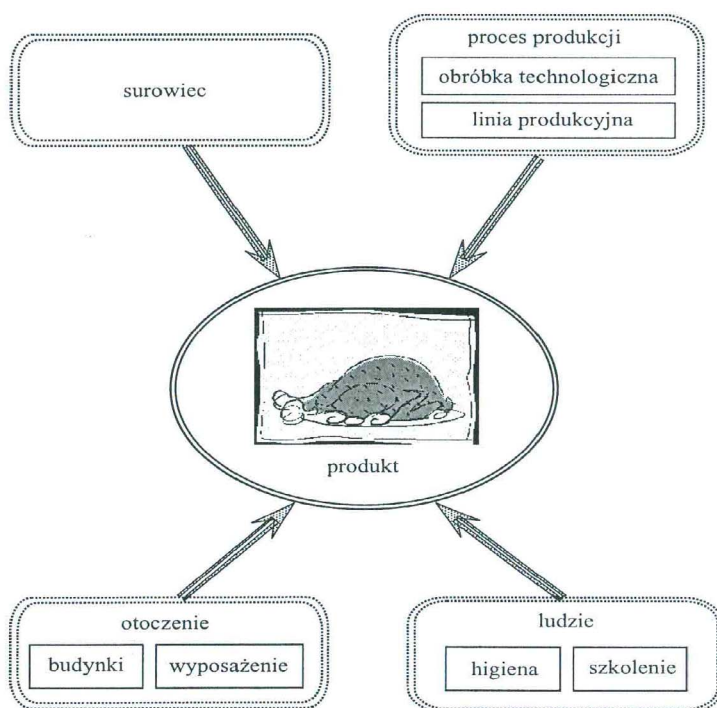 surowiec
proces produkcji
obróbka technologiczna
linia produkcyjna
produkt
otoczenie
budynki
wyposażenie
ludzie
higiena
szkolenie